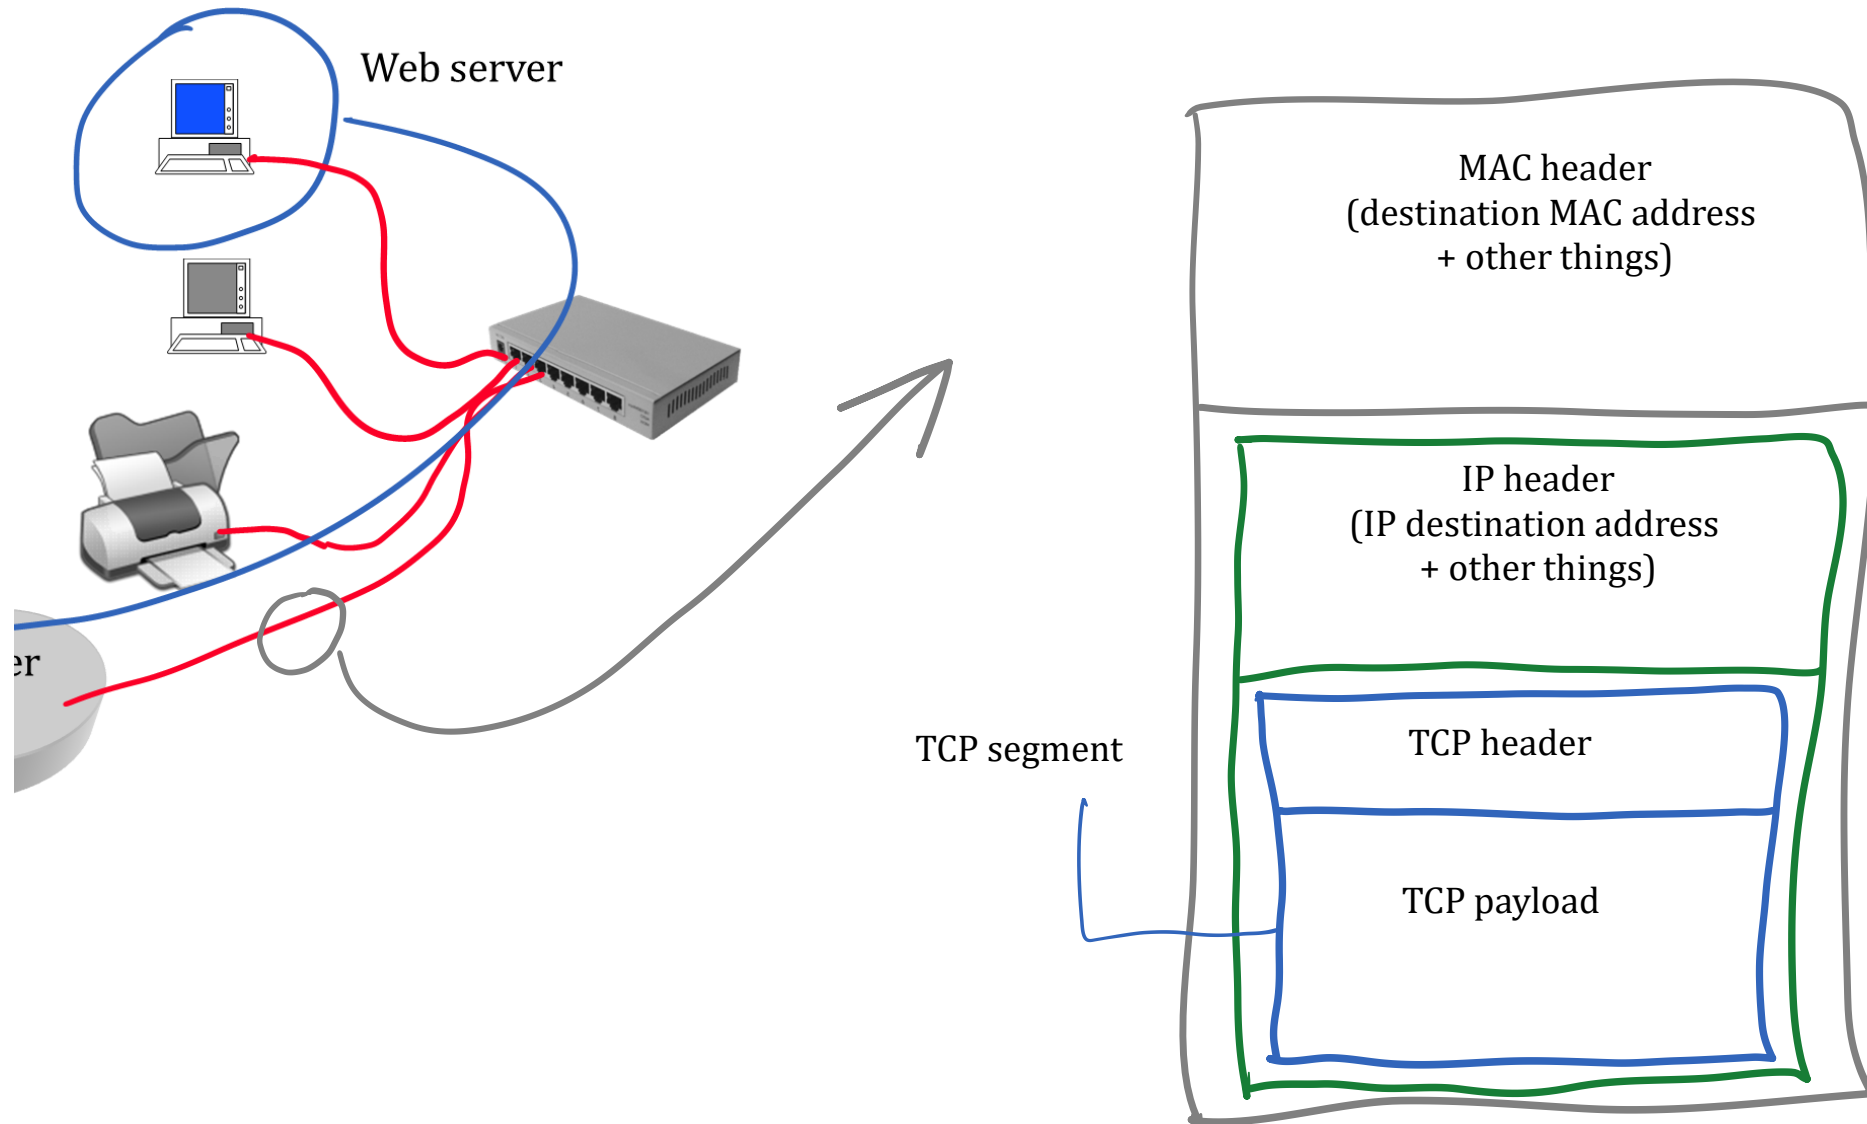 Web server
MAC header
(destination MAC address
+ other things)
IP header
(IP destination address
+ other things)
er
TCP segment
TCP header
TCP payload